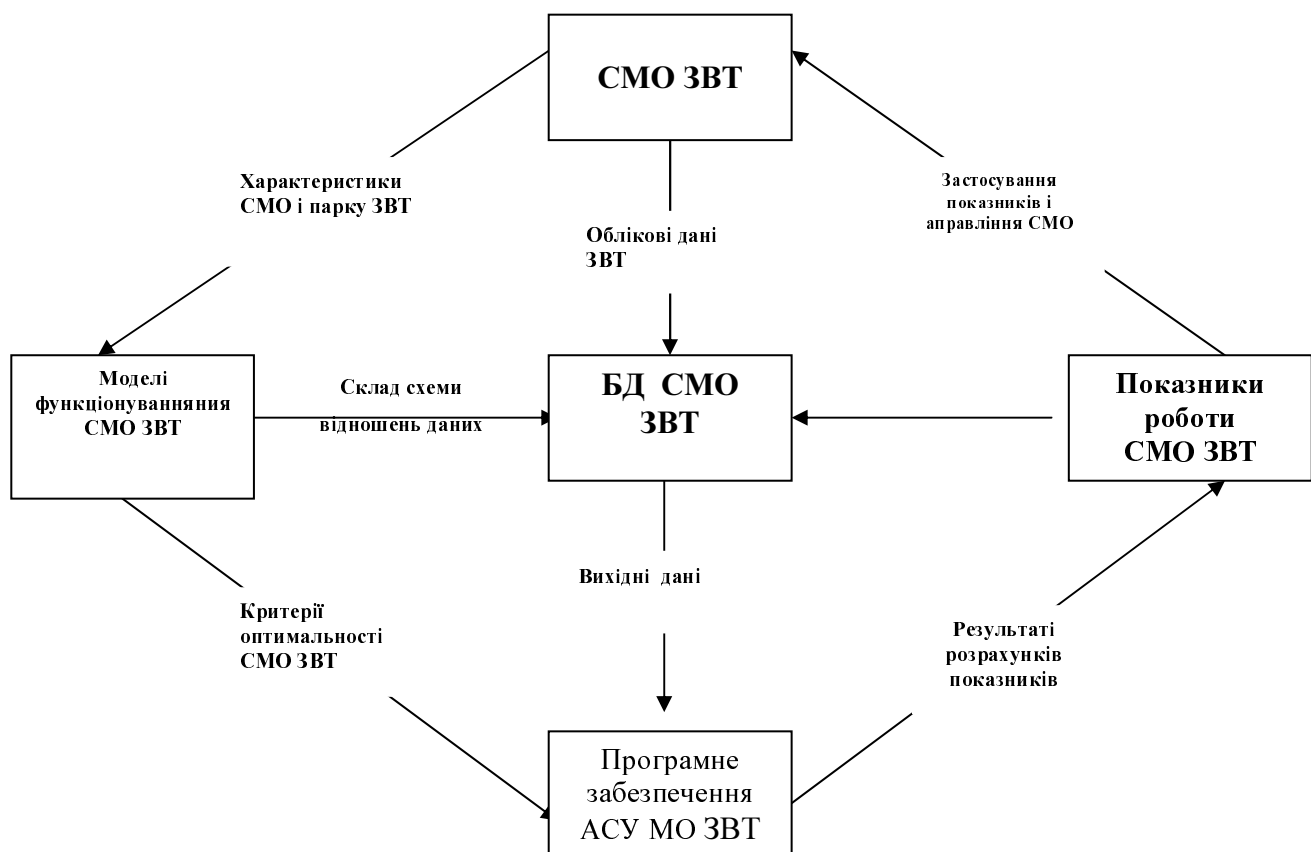 СМО ЗВТ
Характеристики
СМО і парку ЗВТ
Застосування
показників і
аправління СМО
Облікові дані
ЗВТ
Моделі
функціонуванняния
СМО ЗВТ
Склад схеми
відношень даних
БД СМО
ЗВТ
Показники
роботи
СМО ЗВТ
Вихідні дані
Критерії
оптимальності
СМО ЗВТ
Результаті
розрахунків
показників
Програмне
забезпечення
АСУ МО ЗВТ